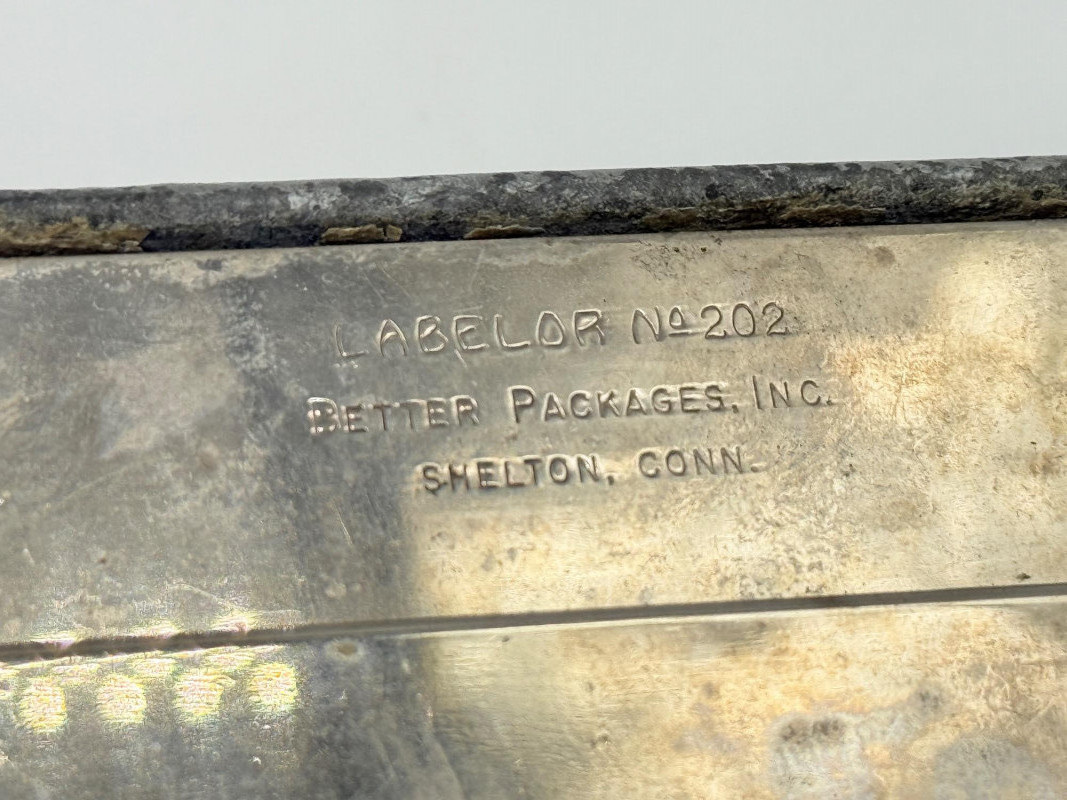 LABELOR Nº 202
BETTER PACKAGES, INC.
SHELTON, CONN.